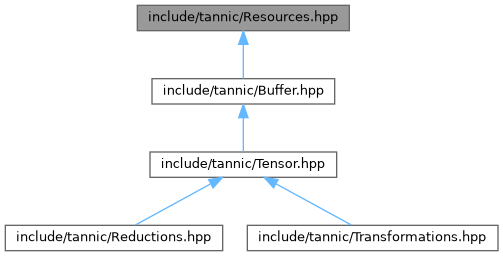 include/tannic/Resources.hpp
include/tannic/Buffer.hpp
include/tannic/Tensor.hpp
include/tannic/Reductions.hpp
include/tannic/Transformations.hpp